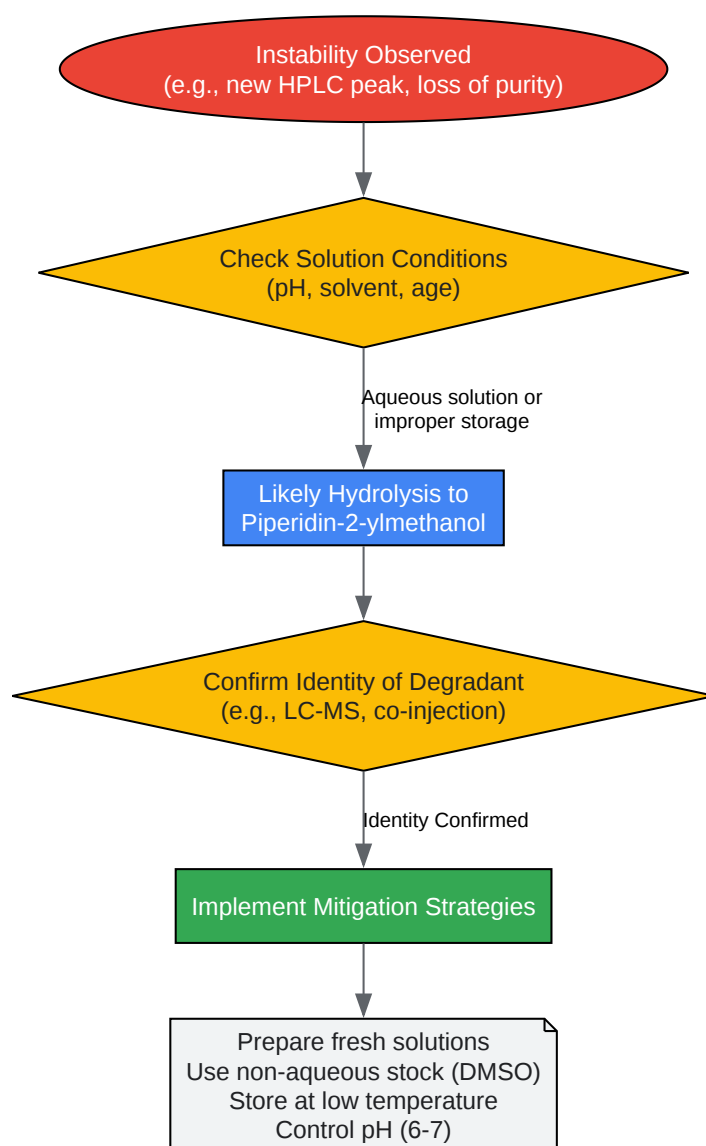 Instability Observed
(e.g., new HPLC peak, loss of purity)
Check Solution Conditions
(pH, solvent, age)
Aqueous solution or
improper storage
Likely Hydrolysis to
Piperidin-2-ylmethanol
Confirm Identity of Degradant
(e.g., LC-MS, co-injection)
Identity Confirmed
Implement Mitigation Strategies
Prepare fresh solutions
Use non-aqueous stock (DMSO)
Store at low temperature
Control pH (6-7)